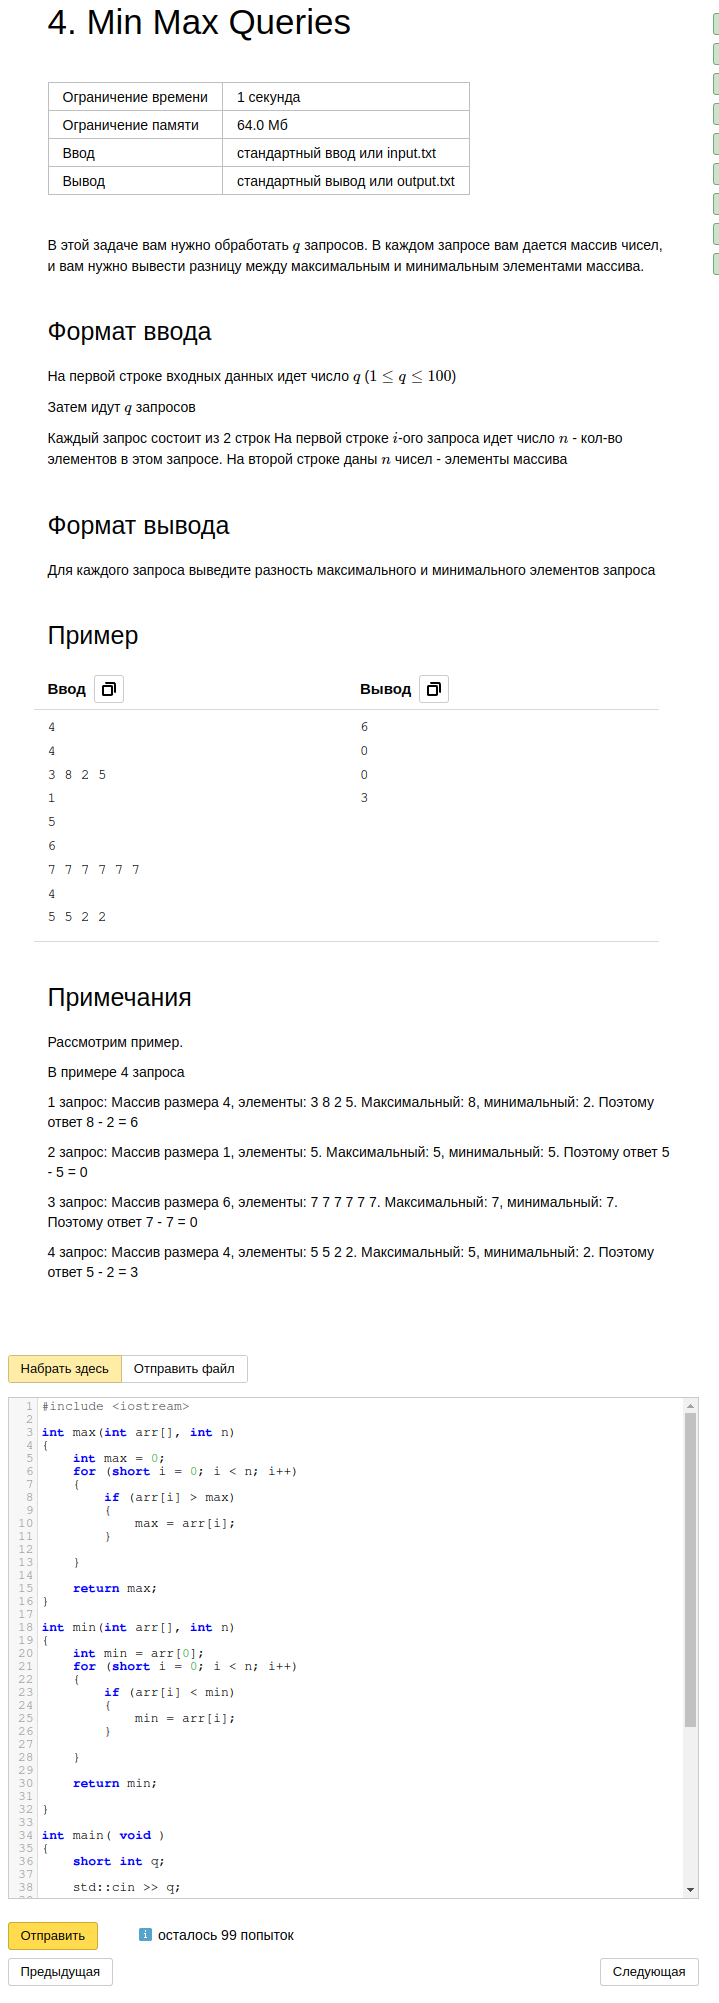 4. Min Max Queries
Ограничение времени 1 секунда
Ограничение памяти 64.0 Мб
Ввод стандартный ввод или input.txt
Вывод стандартный вывод или output.txt
В этой задаче вам нужно обработать q запросов. В каждом запросе вам дается массив чисел,
и вам нужно вывести разницу между максимальным и минимальным элементами массива.
Формат ввода
На первой строке входных данных идет число q (1 ≤ q ≤ 100)
Затем идут q запросов
Каждый запрос состоит из 2 строк На первой строке i-ого запроса идет число n - кол-во
элементов в этом запросе. На второй строке даны n чисел - элементы массива
Формат вывода
Для каждого запроса выведите разность максимального и минимального элементов запроса
Пример
Ввод Вывод
4 6
4 0
3 8 2 5 0
1 3
5
6
7 7 7 7 7 7
4
5 5 2 2
Примечания
Рассмотрим пример.
В примере 4 запроса
1 запрос: Массив размера 4, элементы: 3 8 2 5. Максимальный: 8, минимальный: 2. Поэтому
ответ 8 - 2 = 6
2 запрос: Массив размера 1, элементы: 5. Максимальный: 5, минимальный: 5. Поэтому ответ 5
- 5 = 0
3 запрос: Массив размера 6, элементы: 7 7 7 7 7 7. Максимальный: 7, минимальный: 7.
Поэтому ответ 7 - 7 = 0
4 запрос: Массив размера 4, элементы: 5 5 2 2. Максимальный: 5, минимальный: 2. Поэтому
ответ 5 - 2 = 3
Набрать здесь Отправить файл
1 #include <iostream>
2
3 int max(int arr[], int n)
4 {
5 int max = 0;
6 for (short i = 0; i < n; i++)
7 {
8 if (arr[i] > max)
9 {
10 max = arr[i];
11 }
12
13 }
14
15 return max;
16 }
17
18 int min(int arr[], int n)
19 {
20 int min = arr[0];
21 for (short i = 0; i < n; i++)
22 {
23 if (arr[i] < min)
24 {
25 min = arr[i];
26 }
27
28 }
29
30 return min;
31
32 }
33
34 int main( void )
35 {
36 short int q;
37
38 std::cin >> q;
Отправить осталось 99 попыток
Предыдущая Следующая